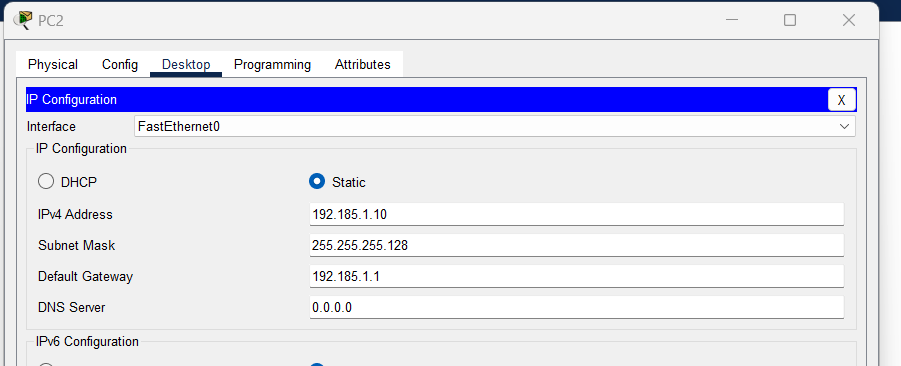 PC2
Physical Config Desktop Programming Attributes
IP Configuration X
Interface FastEthernet0
IP Configuration
DHCP Static
IPv4 Address 192.185.1.10
Subnet Mask 255.255.255.128
Default Gateway 192.185.1.1
DNS Server 0.0.0.0
IPv6 Configuration